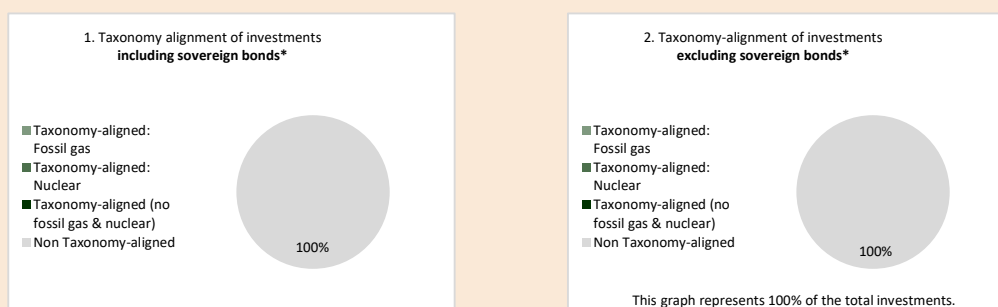 1. Taxonomy alignment of investments
including sovereign bonds*
Taxonomy-aligned:
Fossil gas
Taxonomy-aligned:
Nuclear
Taxonomy-aligned (no
fossil gas & nuclear)
Non Taxonomy-aligned
100%
2. Taxonomy-alignment of investments
excluding sovereign bonds*
Taxonomy-aligned:
Fossil gas
Taxonomy-aligned:
Nuclear
Taxonomy-aligned (no
fossil gas & nuclear)
Non Taxonomy-aligned
100%
This graph represents 100% of the total investments.